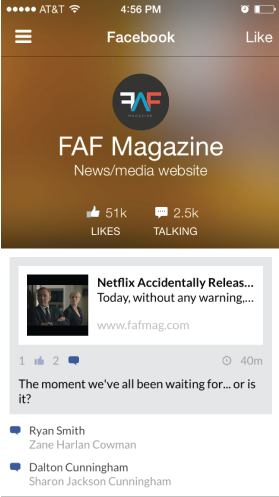 AT&T 4:56 PM
Facebook Like
FAF
MAGAZINE
FAF Magazine
News/media website
51k 2.5k
LIKES TALKING
Netflix Accidentally Releas...
Today, without any warning,...
www.fafmag.com
1 2 40m
The moment we've all been waiting for... or is
it?
Ryan Smith
Zane Harlan Cowman
Dalton Cunningham
Sharon Jackson Cunningham